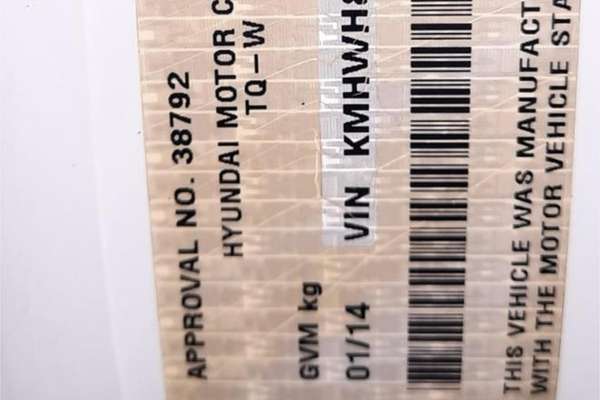 APPROVAL NO. 38792
HYUNDAI MOTOR C
TQ-W
GVM kg
01/14 VIN KMHWH8
THIS VEHICLE WAS MANUFACT
WITH THE MOTOR VEHICLE STA